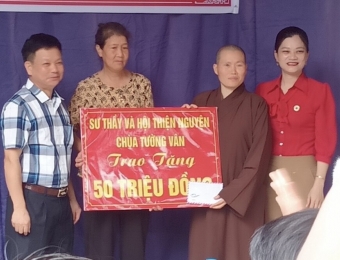 SƯ THẦY VÀ HỘI THIỆN NGUYỆN
CHÙA TƯỜNG VÂN
Trao Tặng
50 TRIỆU ĐỒNG